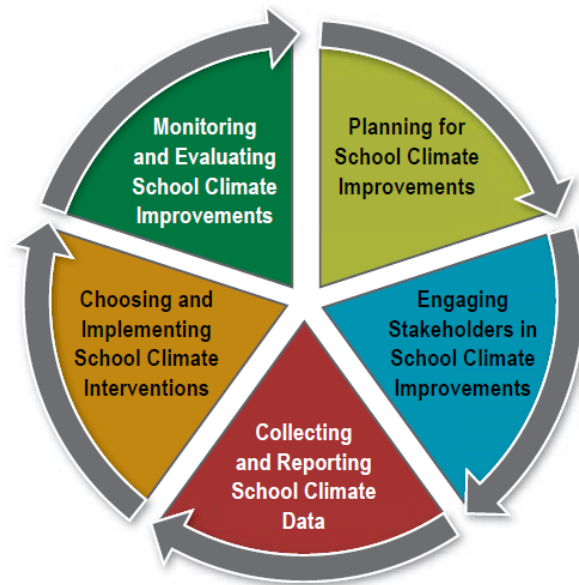 Planning for
School Climate
Improvements
Engaging
Stakeholders in
School Climate
Improvements
Collecting
and Reporting
School Climate
Data
Choosing and
Implementing
School Climate
Interventions
Monitoring
and Evaluating
School Climate
Improvements